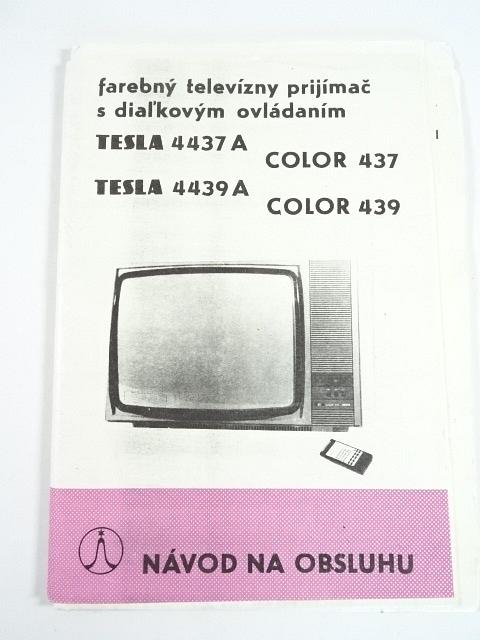 farebný televízny prijímač
s diaľkovým ovládaním
TESLA 4437 A
COLOR 437
TESLA 4439 A
COLOR 439
NÁVOD NA OBSLUHU